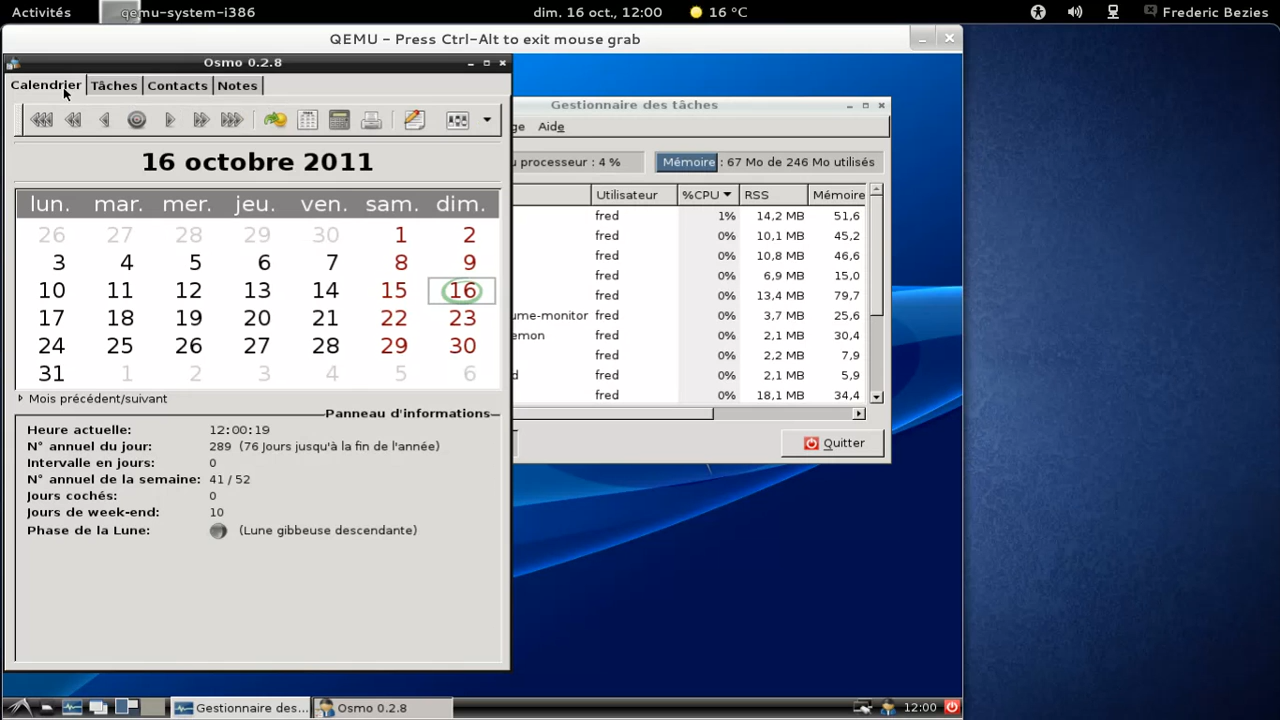 Activités qemu-system-i386 dim. 16 oct., 12:00 16 °C Frederic Bezies
QEMU - Press Ctrl-Alt to exit mouse grab
Osmo 0.2.8
Calendrier Tâches Contacts Notes
16 octobre 2011
lun. mar. mer. jeu. ven. sam. dim.
26 27 28 29 30 1 2
3 4 5 6 7 8 9
10 11 12 13 14 15 16
17 18 19 20 21 22 23
24 25 26 27 28 29 30
31 1 2 3 4 5 6
Mois précédent/suivant
Panneau d'informations
Heure actuelle: 12:00:19
N° annuel du jour: 289 (76 Jours jusqu'à la fin de l'année)
Intervalle en jours: 0
N° annuel de la semaine: 41 / 52
Jours cochés: 0
Jours de week-end: 10
Phase de la Lune: (Lune gibbeuse descendante)
Gestionnaire des tâches
ge Aide
u processeur : 4 % Mémoire : 67 Mo de 246 Mo utilisés
Utilisateur %CPU RSS Mémoire
fred 1% 14,2 MB 51,6
fred 0% 10,1 MB 45,2
fred 0% 10,8 MB 46,6
fred 0% 6,9 MB 15,0
fred 0% 13,4 MB 79,7
ume-monitor fred 0% 3,7 MB 25,6
emon fred 0% 2,1 MB 30,4
fred 0% 2,2 MB 7,9
d fred 0% 2,1 MB 5,9
fred 0% 18,1 MB 34,4
Quitter
Gestionnaire des... Osmo 0.2.8 12:00